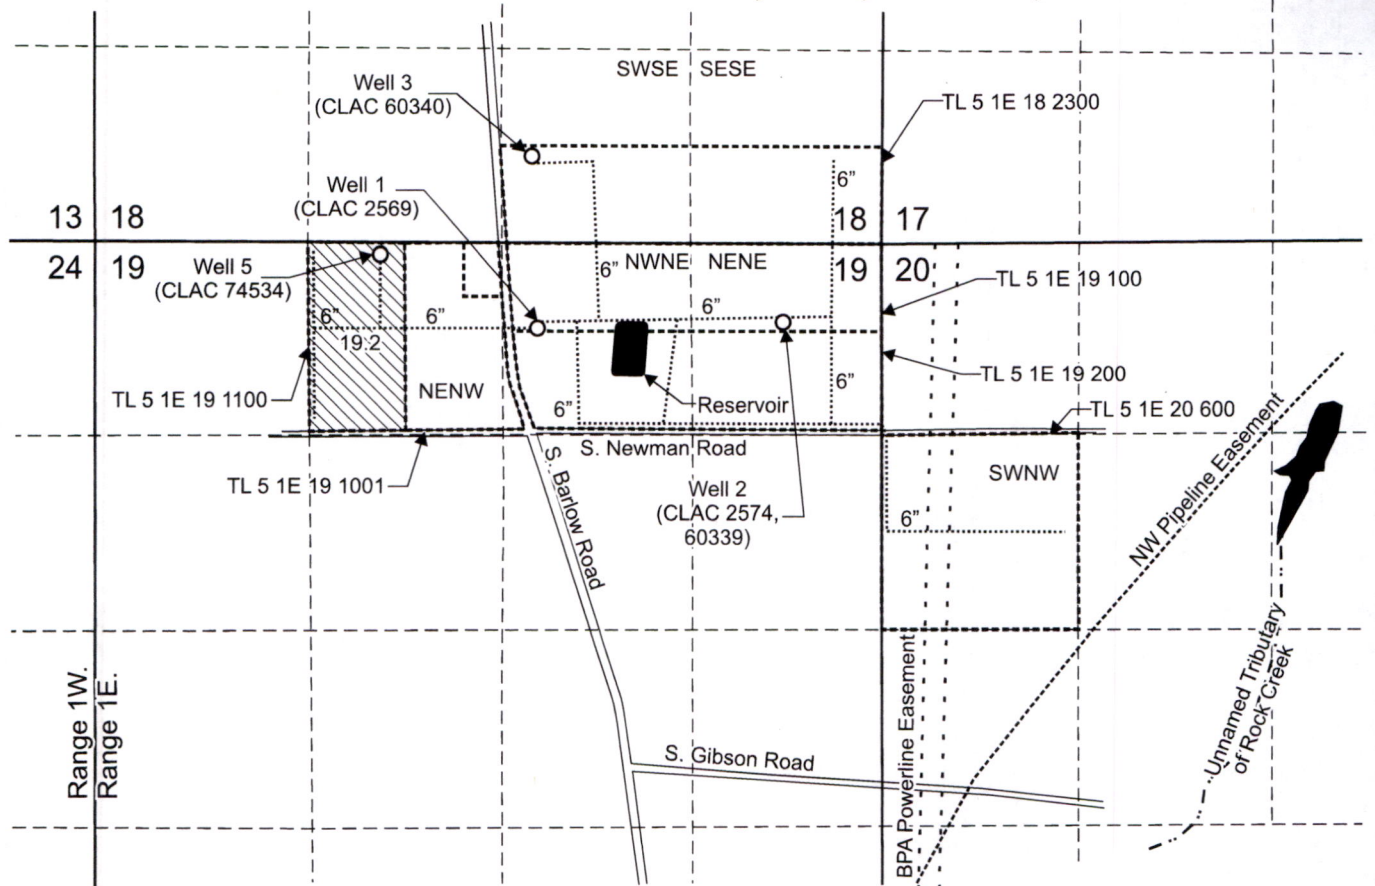 SWSE SESE
Well 3
(CLAC 60340)
TL 5 1E 18 2300
6”
Well 1
(CLAC 2569)
13 18
18 17
24 19
Well 5
(CLAC 74534)
6”
NWNE NENE
19 20
TL 5 1E 19 100
6”
6”
6”
19.2
TL 5 1E 19 1100
NENW
6”
TL 5 1E 19 200
6”
Reservoir
TL 5 1E 20 600
S. Newman Road
TL 5 1E 19 1001
S. Barlow Road
Well 2
(CLAC 2574,
60339)
SWNW
6”
NW Pipeline Easement
Range 1W.
Range 1E.
BPA Powerline Easement
S. Gibson Road
Unnamed Tributary
of Rock Creek